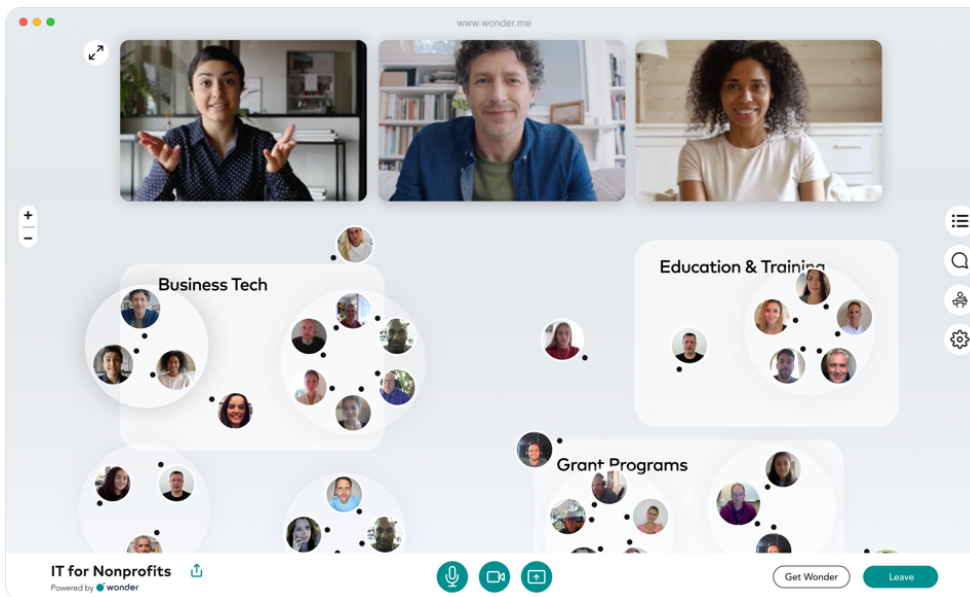 www.wonder.me
Business Tech
Education & Training
Grant Programs
IT for Nonprofits
Powered by wonder
Get Wonder
Leave